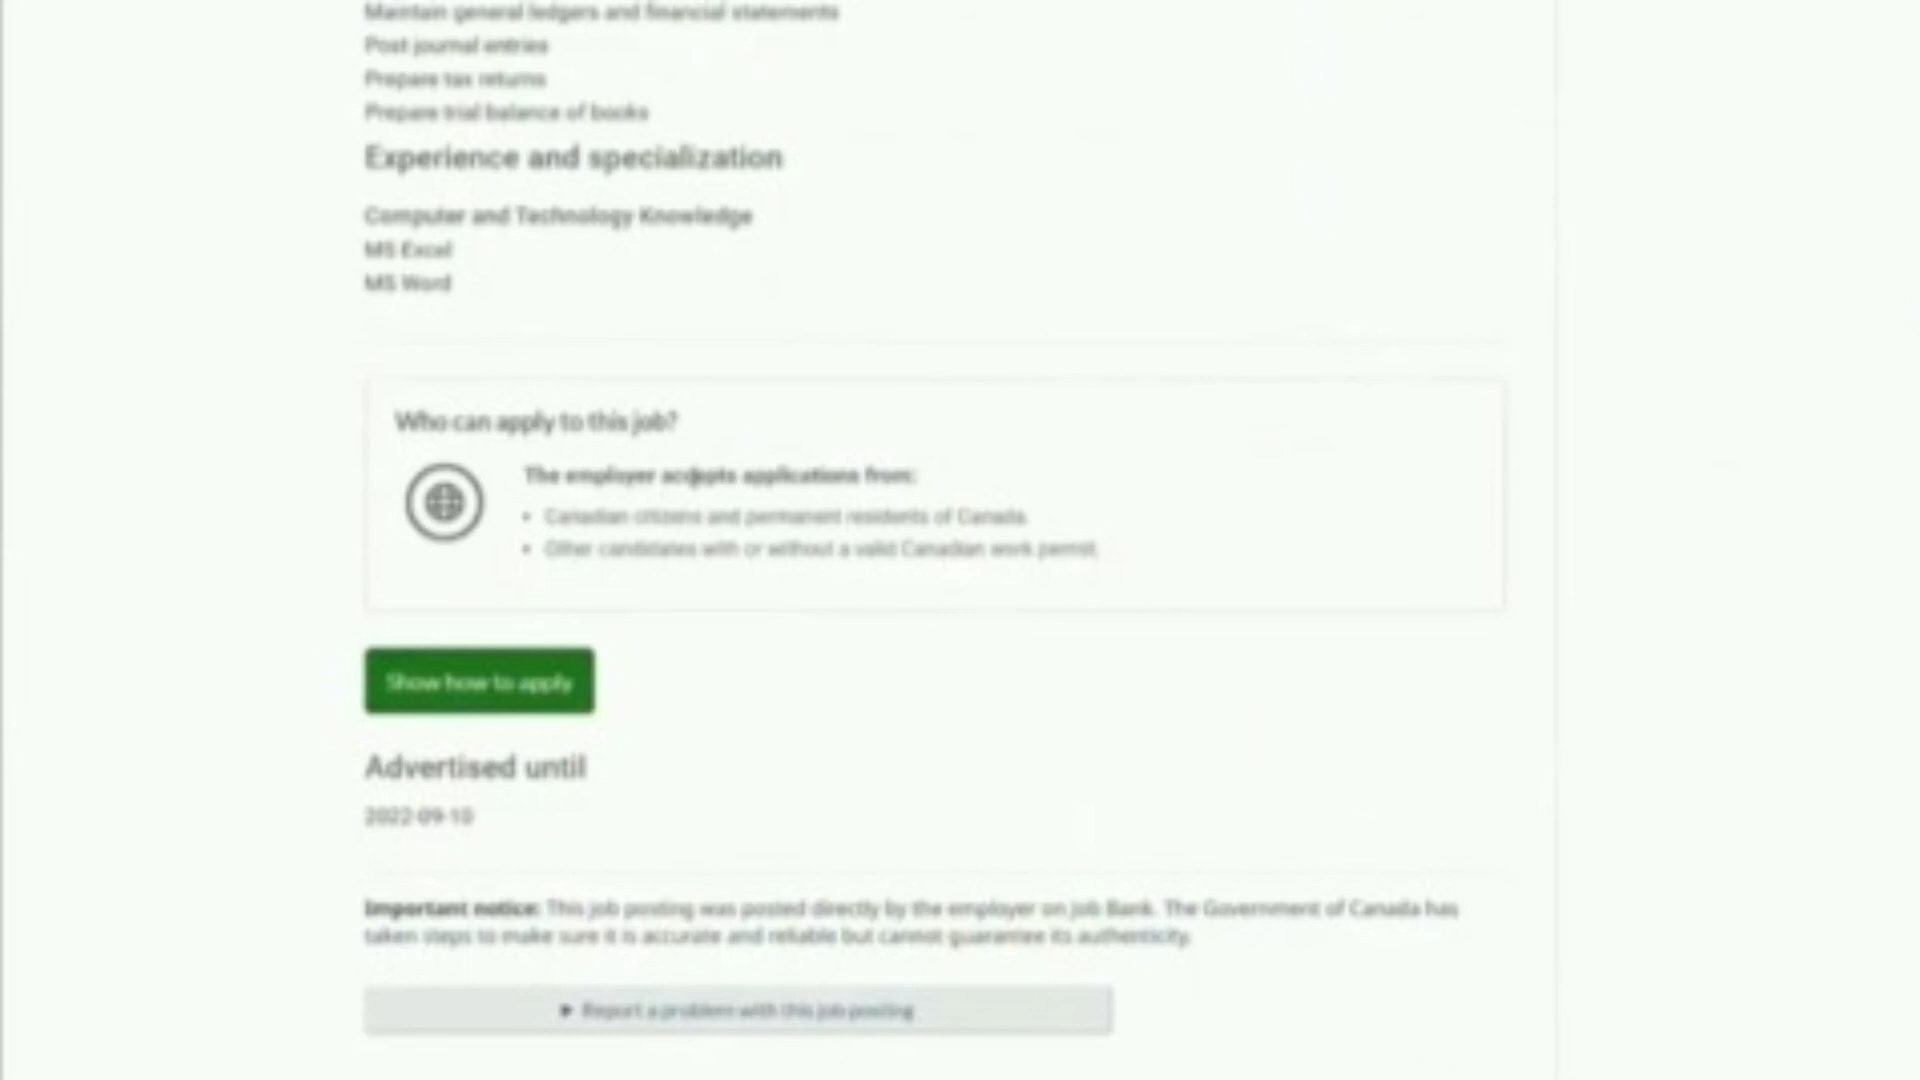 Maintain general ledgers and financial statements
Post journal entries
Prepare tax returns
Prepare trial balance of books
Experience and specialization
Computer and Technology Knowledge
MS Excel
MS Word
Who can apply to this job?
The employer accepts applications from:
• Canadian citizens and permanent residents of Canada.
• Other candidates with or without a valid Canadian work permit.
Show how to apply
Advertised until
2022-09-10
Important notice: This job posting was posted directly by the employer on Job Bank. The Government of Canada has
taken steps to make sure it is accurate and reliable but cannot guarantee its authenticity.
▶ Report a problem with this job posting